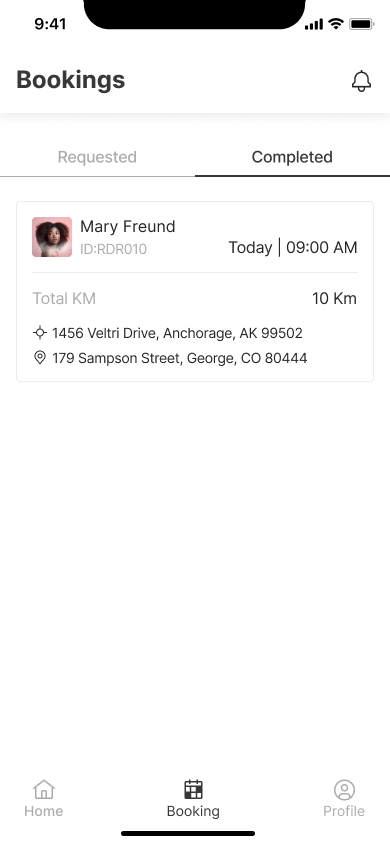 9:41
Bookings
Requested
Completed
Mary Freund
ID:RDR010
Today | 09:00 AM
Total KM
10 Km
1456 Veltri Drive, Anchorage, AK 99502
179 Sampson Street, George, CO 80444
Home
Booking
Profile